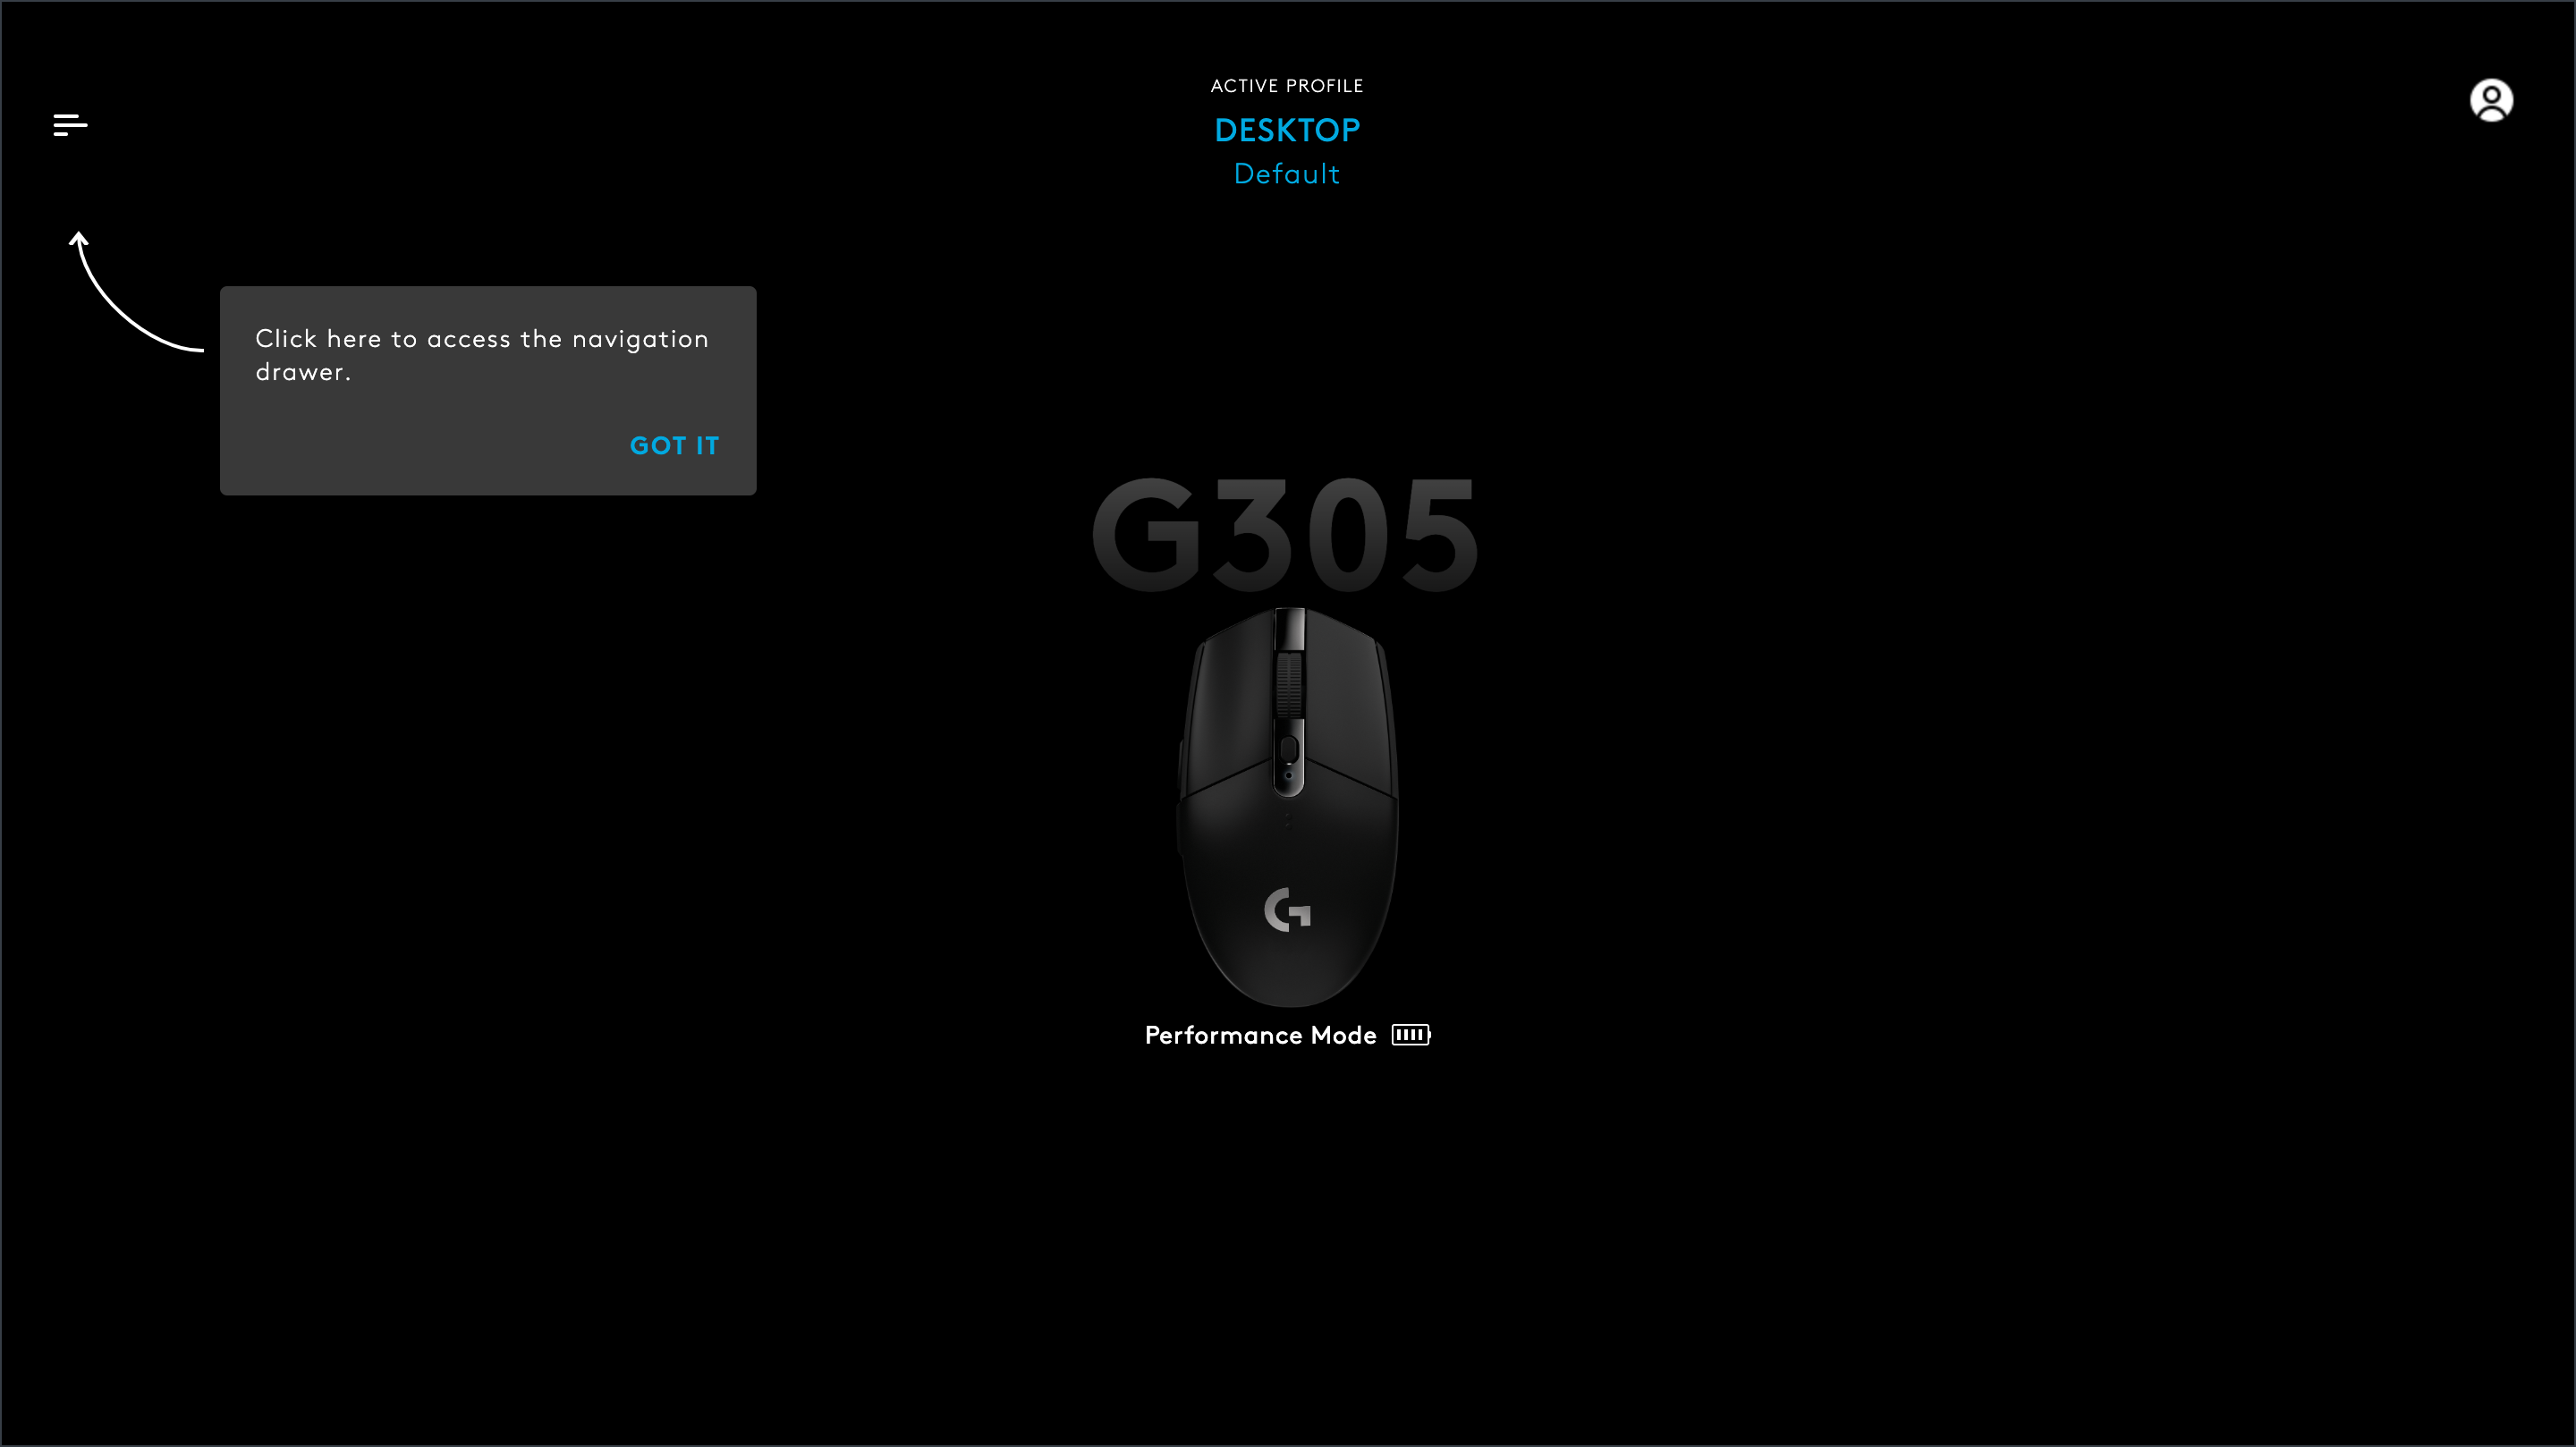 ACTIVE PROFILE
DESKTOP
Default
Click here to access the navigation
drawer.
GOT IT
G305
G
Performance Mode